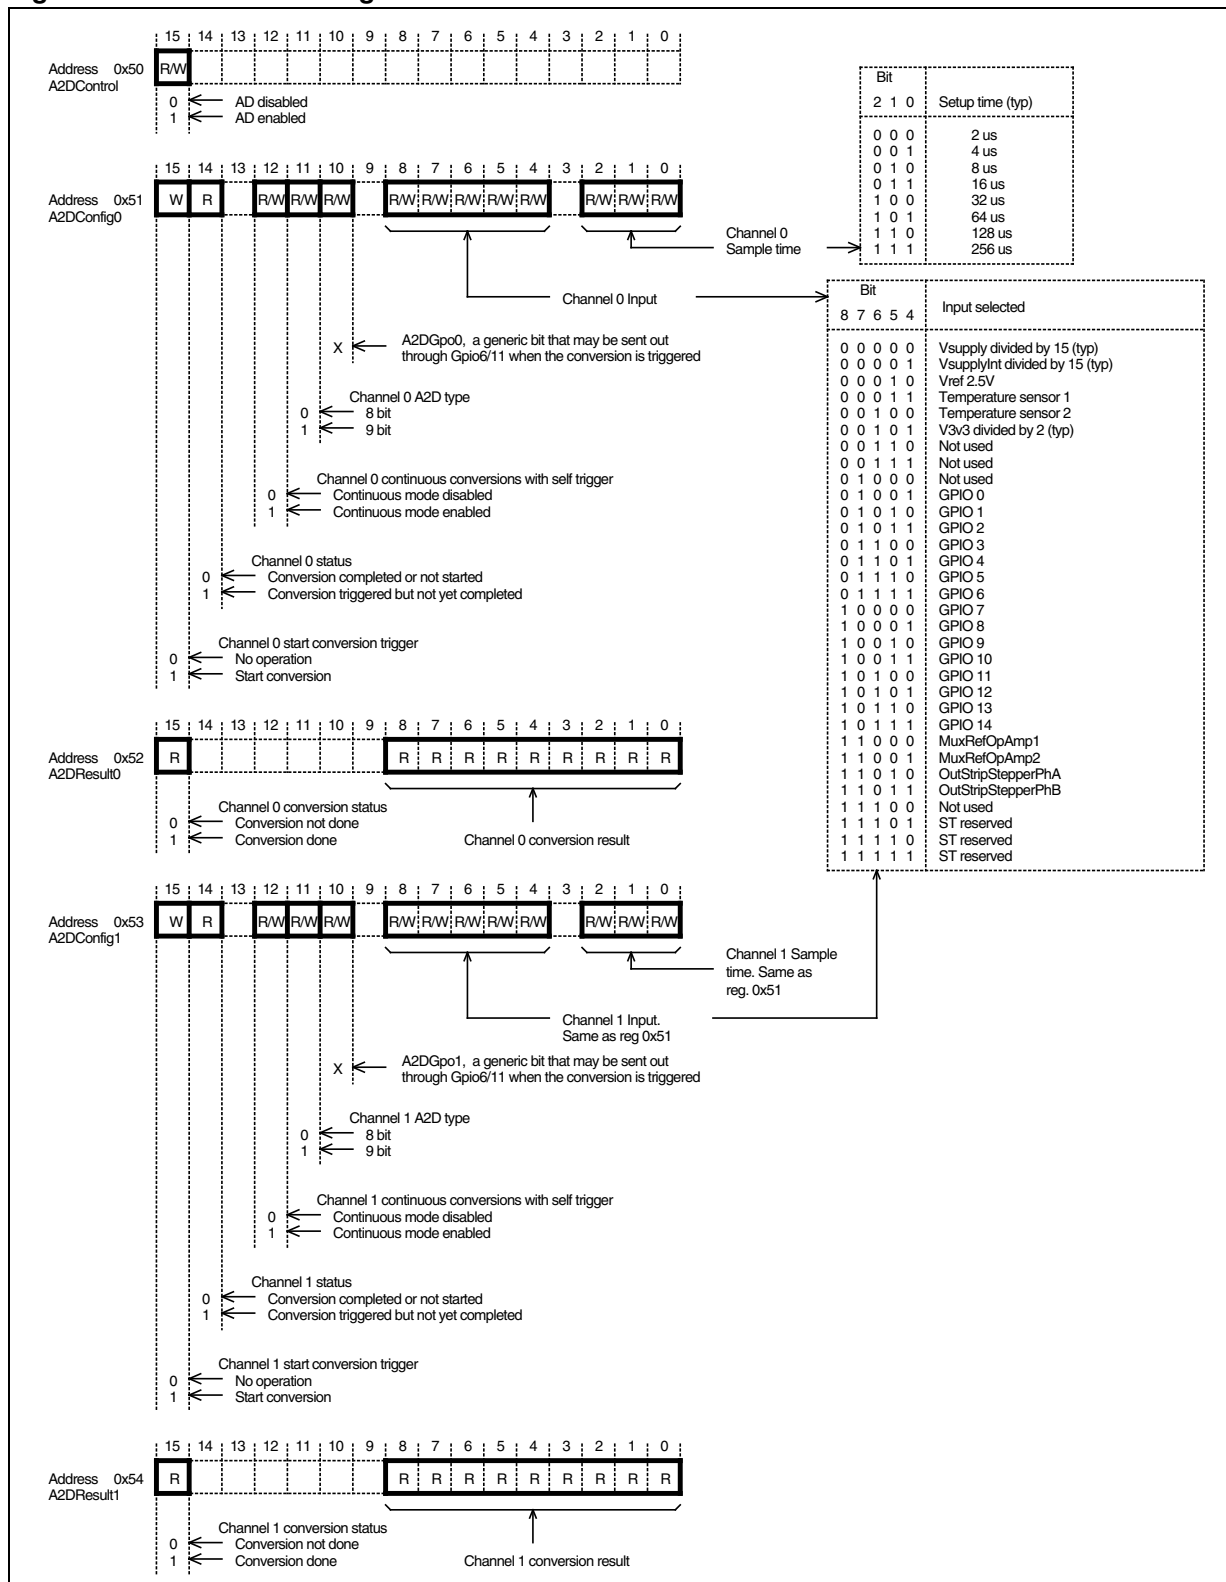 15 14 13 12 11 10 9 8 7 6 5 4 3 2 1 0
Address 0x50 R/W
A2DControl
0 AD disabled
1 AD enabled
Bit
2 1 0 Setup time (typ)
0 0 0 2 us
0 0 1 4 us
0 1 0 8 us
0 1 1 16 us
1 0 0 32 us
1 0 1 64 us
1 1 0 128 us
1 1 1 256 us
15 14 13 12 11 10 9 8 7 6 5 4 3 2 1 0
Address 0x51 W R R/W R/W R/W R/W R/W R/W R/W R/W R/W R/W R/W
A2DConfig0
Channel 0
Sample time
Channel 0 Input
Bit
8 7 6 5 4 Input selected
0 0 0 0 0 Vsupply divided by 15 (typ)
0 0 0 0 1 VsupplyInt divided by 15 (typ)
0 0 0 1 0 Vref 2.5V
0 0 0 1 1 Temperature sensor 1
0 0 1 0 0 Temperature sensor 2
0 0 1 0 1 V3v3 divided by 2 (typ)
0 0 1 1 0 Not used
0 0 1 1 1 Not used
0 1 0 0 0 Not used
0 1 0 0 1 GPIO 0
0 1 0 1 0 GPIO 1
0 1 0 1 1 GPIO 2
0 1 1 0 0 GPIO 3
0 1 1 0 1 GPIO 4
0 1 1 1 0 GPIO 5
0 1 1 1 1 GPIO 6
1 0 0 0 0 GPIO 7
1 0 0 0 1 GPIO 8
1 0 0 1 0 GPIO 9
1 0 0 1 1 GPIO 10
1 0 1 0 0 GPIO 11
1 0 1 0 1 GPIO 12
1 0 1 1 0 GPIO 13
1 0 1 1 1 GPIO 14
1 1 0 0 0 MuxRefOpAmp1
1 1 0 0 1 MuxRefOpAmp2
1 1 0 1 0 OutStripStepperPhA
1 1 0 1 1 OutStripStepperPhB
1 1 1 0 0 Not used
1 1 1 0 1 ST reserved
1 1 1 1 0 ST reserved
1 1 1 1 1 ST reserved
X A2DGpo0, a generic bit that may be sent out
through Gpio6/11 when the conversion is triggered
Channel 0 A2D type
0 8 bit
1 9 bit
Channel 0 continuous conversions with self trigger
0 Continuous mode disabled
1 Continuous mode enabled
Channel 0 status
0 Conversion completed or not started
1 Conversion triggered but not yet completed
Channel 0 start conversion trigger
0 No operation
1 Start conversion
15 14 13 12 11 10 9 8 7 6 5 4 3 2 1 0
Address 0x52 R R R R R R R R R R
A2DResult0
Channel 0 conversion status
0 Conversion not done
1 Conversion done
Channel 0 conversion result
15 14 13 12 11 10 9 8 7 6 5 4 3 2 1 0
Address 0x53 W R R/W R/W R/W R/W R/W R/W R/W R/W R/W R/W R/W
A2DConfig1
Channel 1 Sample
time. Same as
reg. 0x51
Channel 1 Input.
Same as reg 0x51
X A2DGpo1, a generic bit that may be sent out
through Gpio6/11 when the conversion is triggered
Channel 1 A2D type
0 8 bit
1 9 bit
Channel 1 continuous conversions with self trigger
0 Continuous mode disabled
1 Continuous mode enabled
Channel 1 status
0 Conversion completed or not started
1 Conversion triggered but not yet completed
Channel 1 start conversion trigger
0 No operation
1 Start conversion
15 14 13 12 11 10 9 8 7 6 5 4 3 2 1 0
Address 0x54 R R R R R R R R R R
A2DResult1
Channel 1 conversion status
0 Conversion not done
1 Conversion done
Channel 1 conversion result